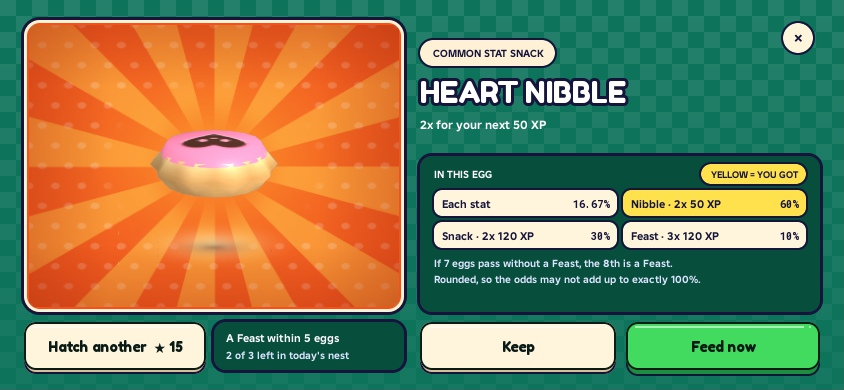 COMMON STAT SNACK
×
HEART NIBBLE
2x for your next 50 XP
IN THIS EGG
YELLOW = YOU GOT
Each stat 16.67%
Nibble · 2x 50 XP 60%
Snack · 2x 120 XP 30%
Feast · 3x 120 XP 10%
If 7 eggs pass without a Feast, the 8th is a Feast.
Rounded, so the odds may not add up to exactly 100%.
Hatch another ★ 15
A Feast within 5 eggs
2 of 3 left in today's nest
Keep
Feed now